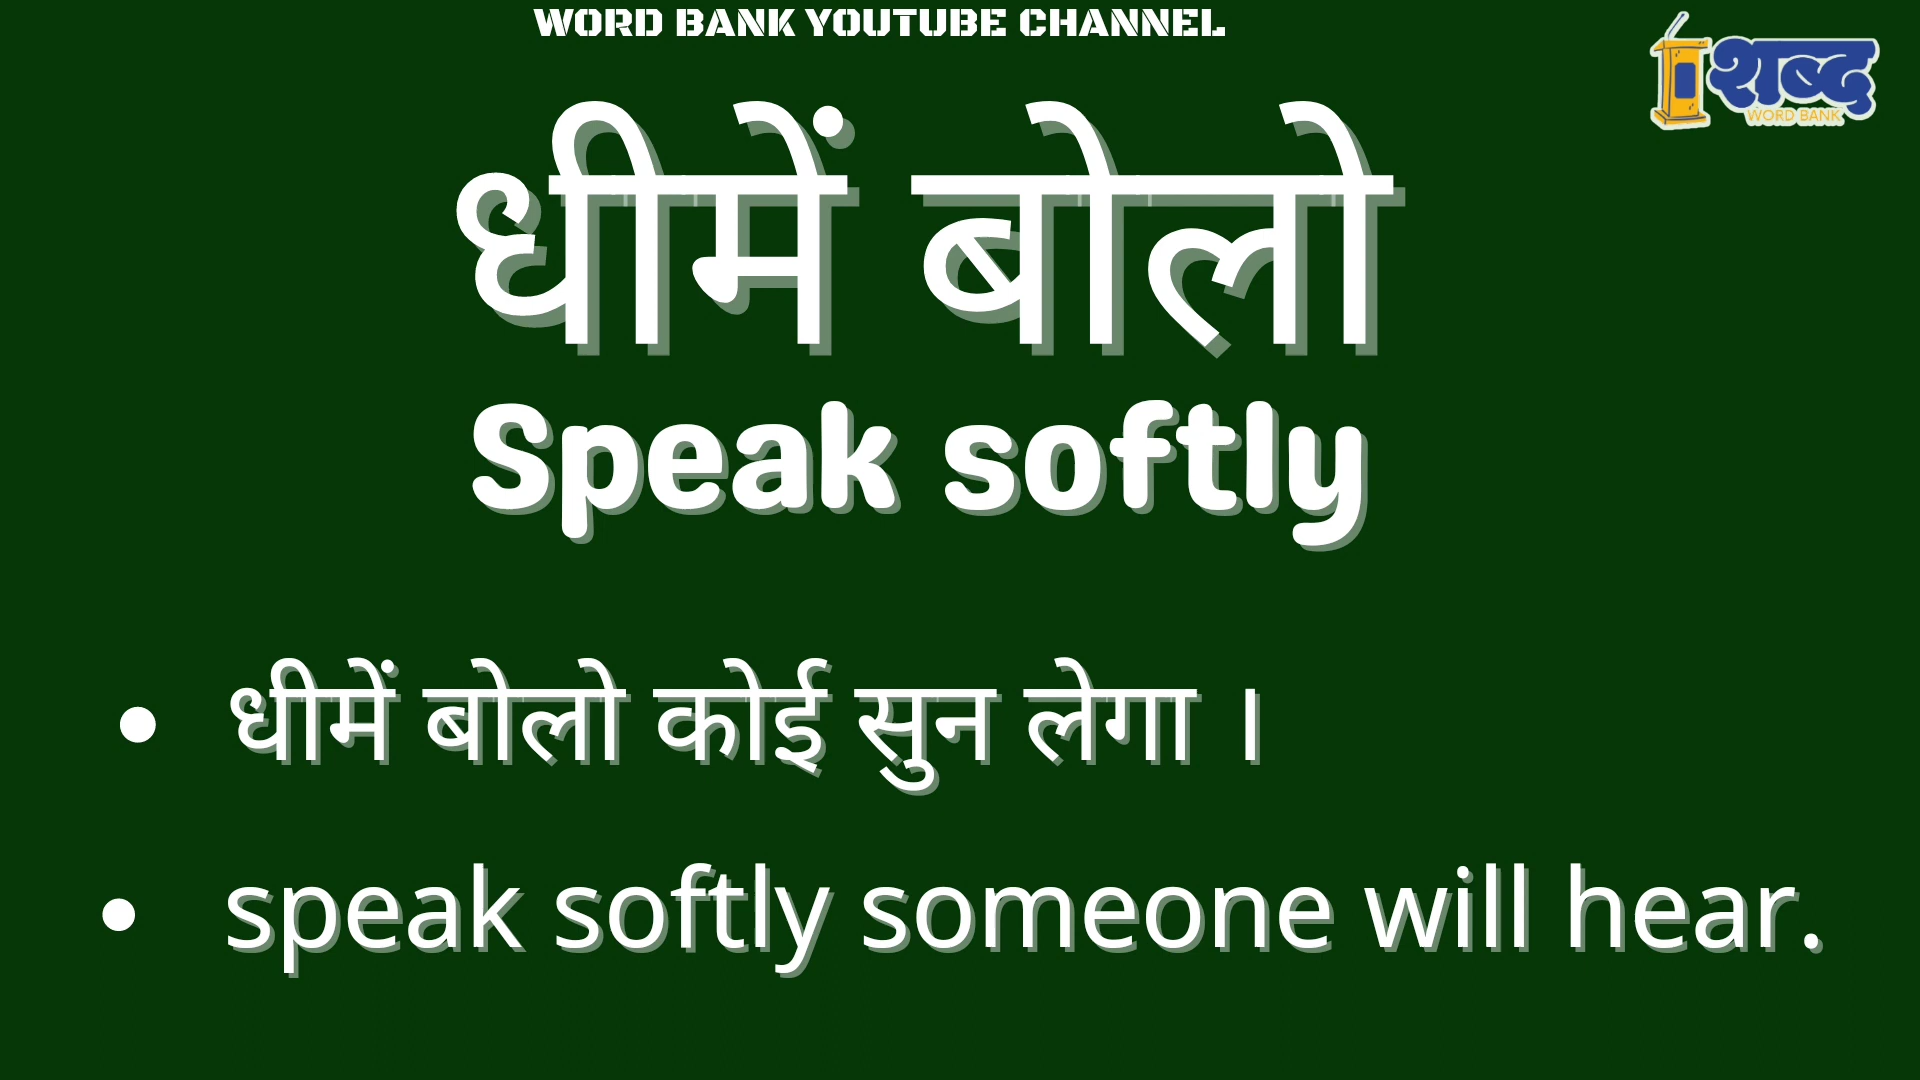 WORD BANK YOUTUBE CHANNEL
शब्द
WORD BANK
धीमें बोलो
Speak softly
• धीमें बोलो कोई सुन लेगा ।
• speak softly someone will hear.